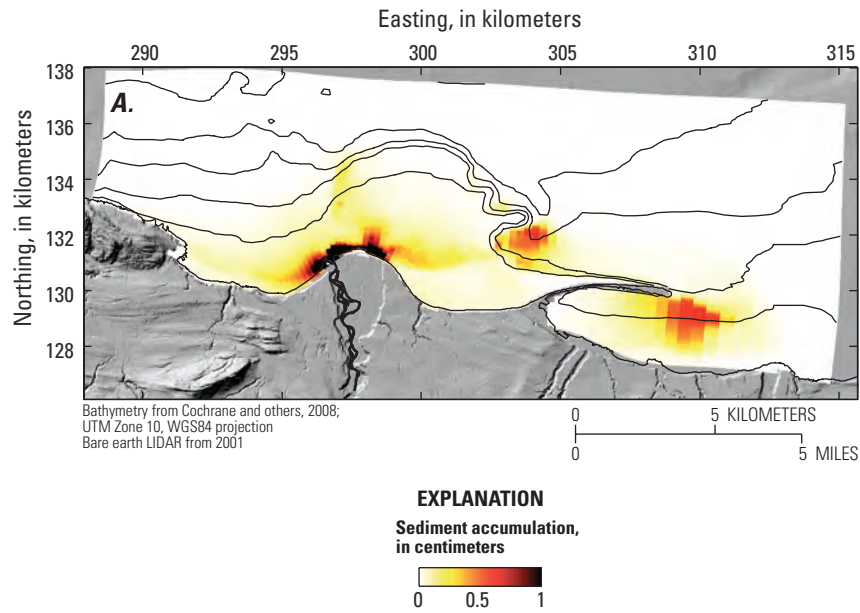 Easting, in kilometers
290 295 300 305 310 315
138
136
134
132
130
128
Northing, in kilometers
A.
Bathymetry from Cochrane and others, 2008;
UTM Zone 10, WGS84 projection
Bare earth LIDAR from 2001
0 5 KILOMETERS
0 5 MILES
EXPLANATION
Sediment accumulation,
in centimeters
0 0.5 1